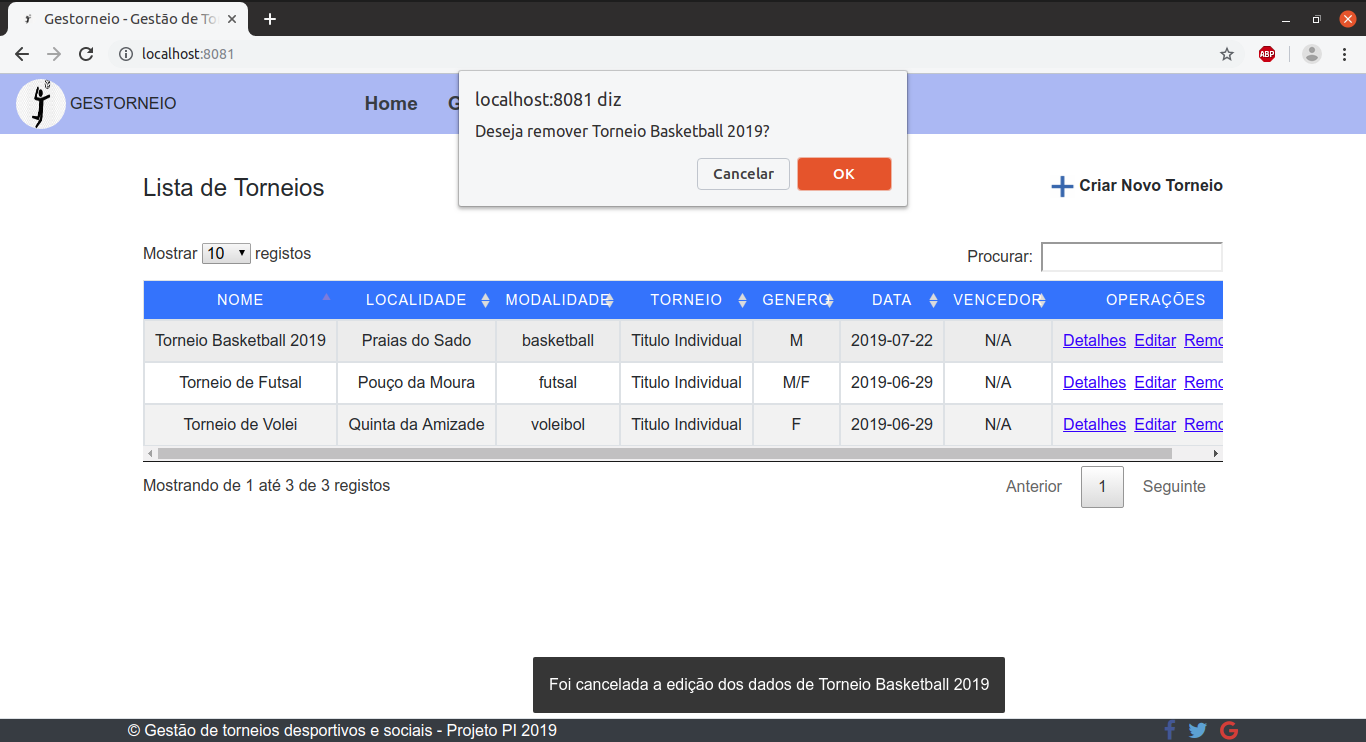 Gestorneio - Gestão de To
localhost:8081
ABP
GESTORNEIO
Home
G
localhost:8081 diz
Deseja remover Torneio Basketball 2019?
Cancelar OK
Lista de Torneios
Criar Novo Torneio
Mostrar 10 registos
Procurar:
NOME LOCALIDADE MODALIDADE TORNEIO GENERO DATA VENCEDOR OPERAÇÕES
Torneio Basketball 2019 Praias do Sado basketball Titulo Individual M 2019-07-22 N/A Detalhes Editar Remo
Torneio de Futsal Pouço da Moura futsal Titulo Individual M/F 2019-06-29 N/A Detalhes Editar Remo
Torneio de Volei Quinta da Amizade voleibol Titulo Individual F 2019-06-29 N/A Detalhes Editar Remo
Mostrando de 1 até 3 de 3 registos
Anterior 1 Seguinte
Foi cancelada a edição dos dados de Torneio Basketball 2019
© Gestão de torneios desportivos e sociais - Projeto PI 2019